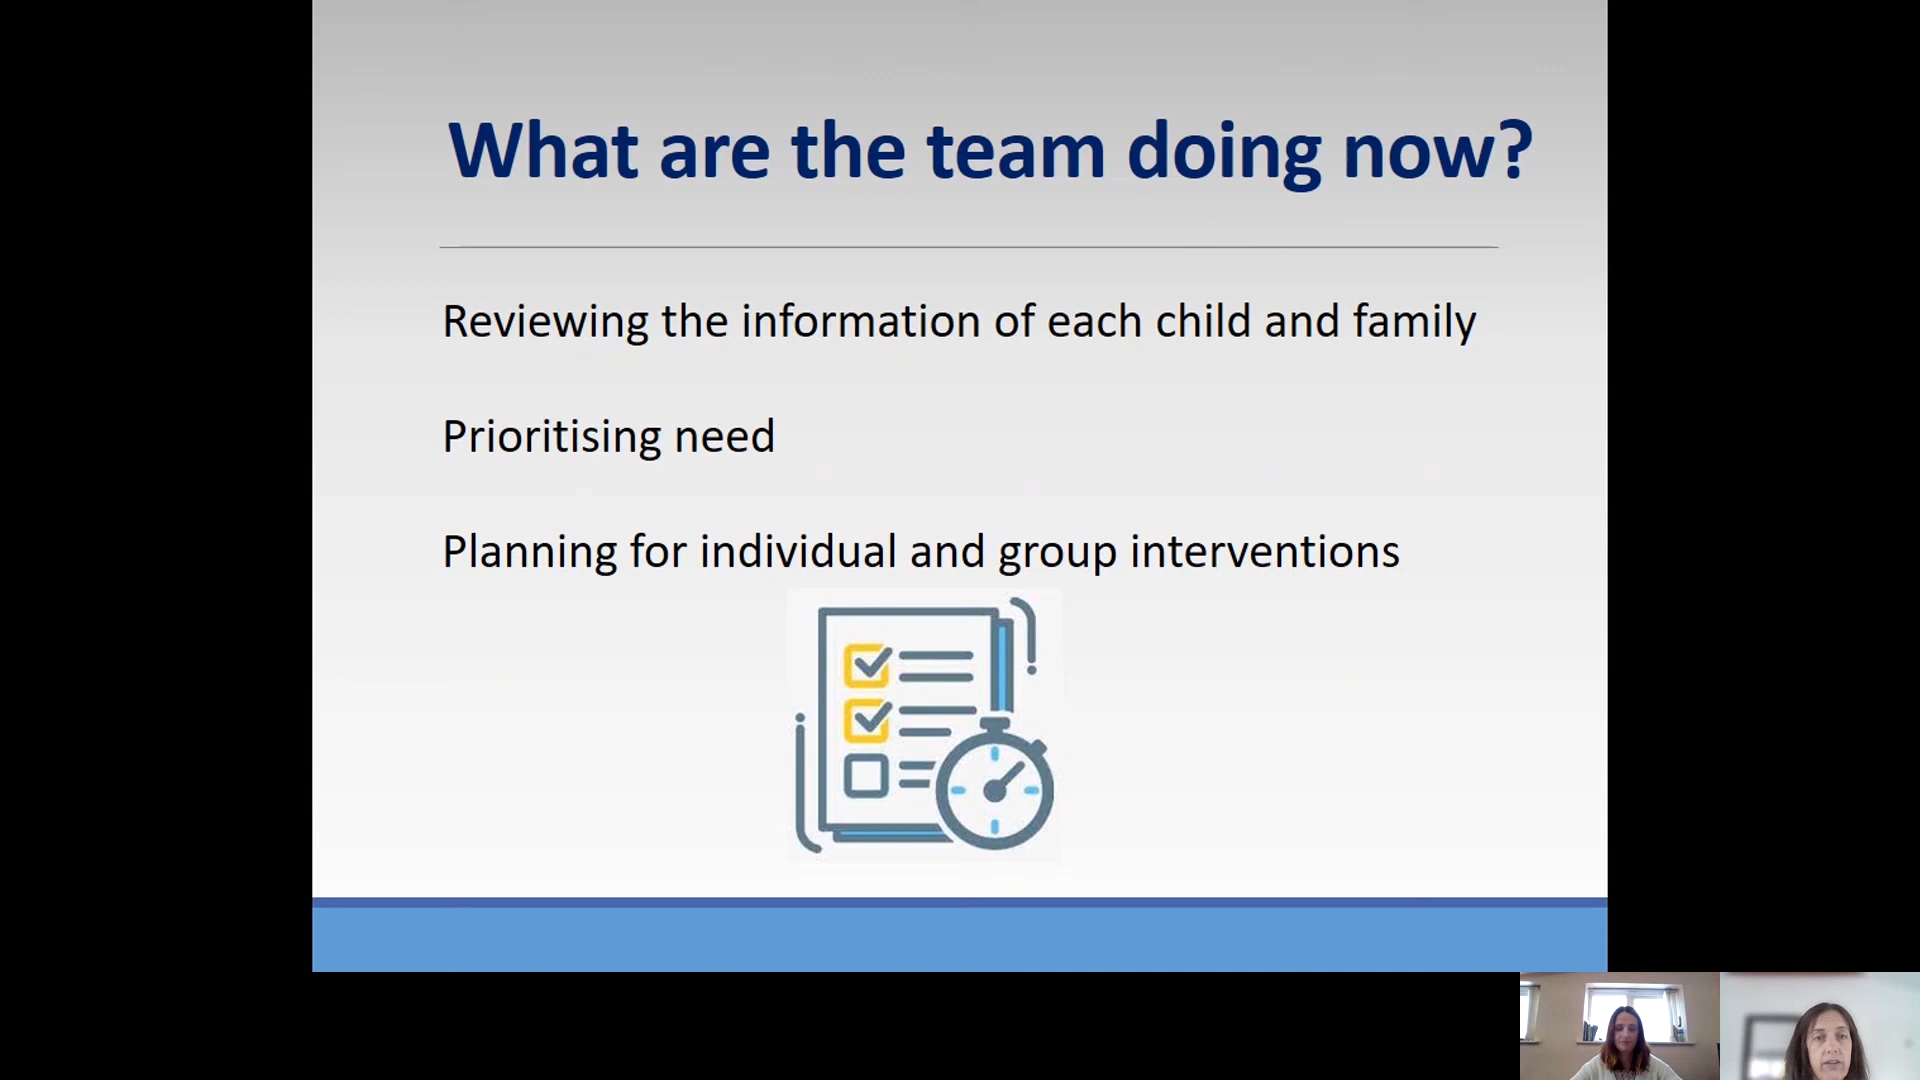 What are the team doing now?
Reviewing the information of each child and family
Prioritising need
Planning for individual and group interventions